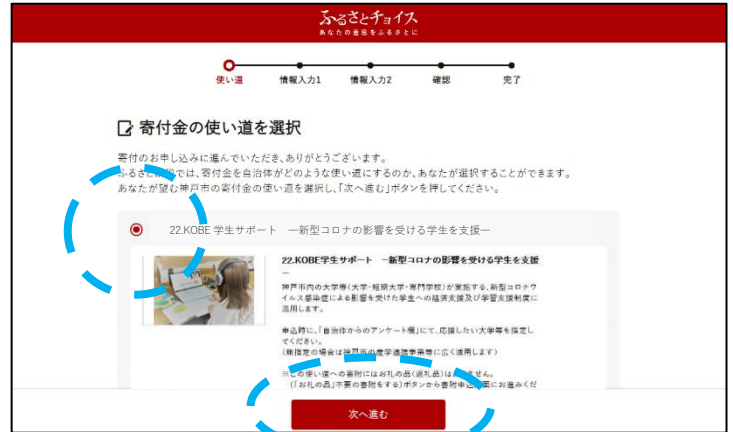 ふるさとチョイス
あなたの意思をふるさとに
使い道 情報入力1 情報入力2 確認 完了
寄付金の使い道を選択
寄付のお申し込みに進んでいただき、ありがとうございます。
ふるさと納税では、寄付金を自治体がどのような使い道にするのか、あなたが選択することができます。
あなたが望む神戸市の寄付金の使い道を選択し、「次へ進む」ボタンを押してください。
22.KOBE 学生サポート ―新型コロナの影響を受ける学生を支援―
22.KOBE学生サポート ―新型コロナの影響を受ける学生を支援
―
神戸市内の大学等(大学・短期大学・専門学校)が実施する、新型コロナウ
イルス感染症による影響を受けた学生への経済支援及び学習支援制度に
活用します。
申込時に、「自治体からのアンケート欄」にて、応援したい大学等を指定し
てください。
(無指定の場合は神戸市の産学連携事業等に広く活用します)
※この使い道への寄附にはお礼の品(返礼品)は ません。
(「お礼の品」不要の寄附をする)ボタンから寄附申込 面にお進みくだ
次へ進む